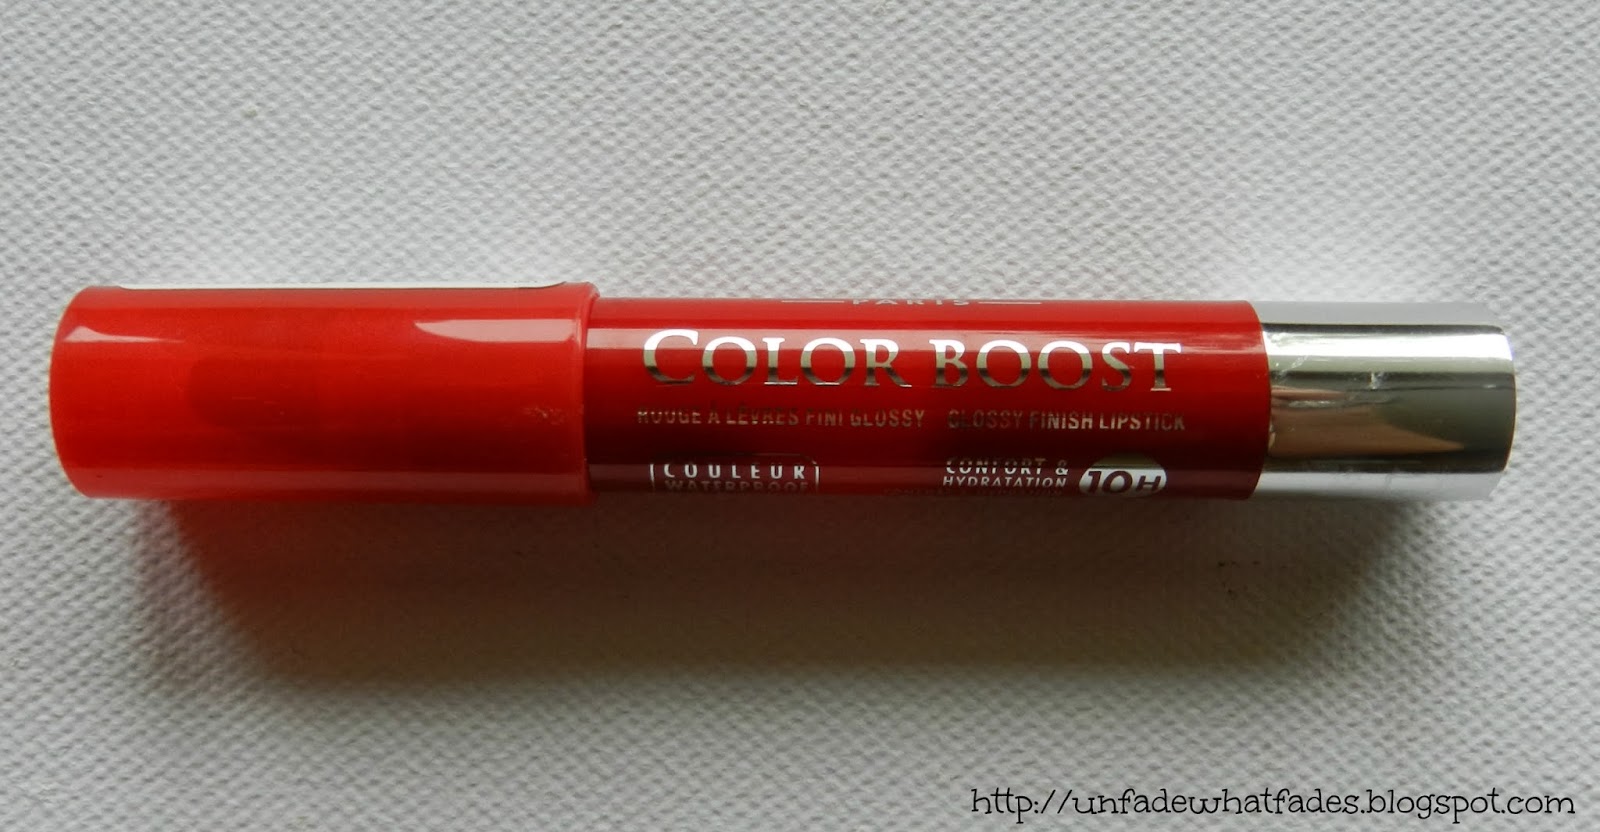 PARIS
COLOR BOOST
ROUGE À LÈVRES FINI GLOSSY GLOSSY FINISH LIPSTICK
COULEUR
WATERPROOF
CONFORT &
HYDRATATION
10H
http://unfadewhatfades.blogspot.com